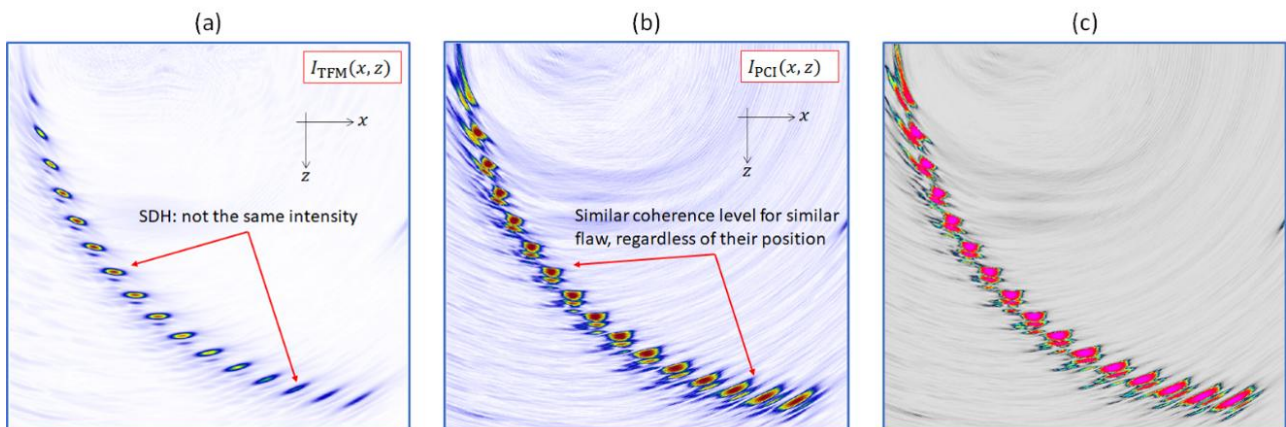 (a)
(b)
(c)
I_TFM(x, z)
x
z
SDH: not the same intensity
I_PCI(x, z)
x
z
Similar coherence level for similar
flaw, regardless of their position